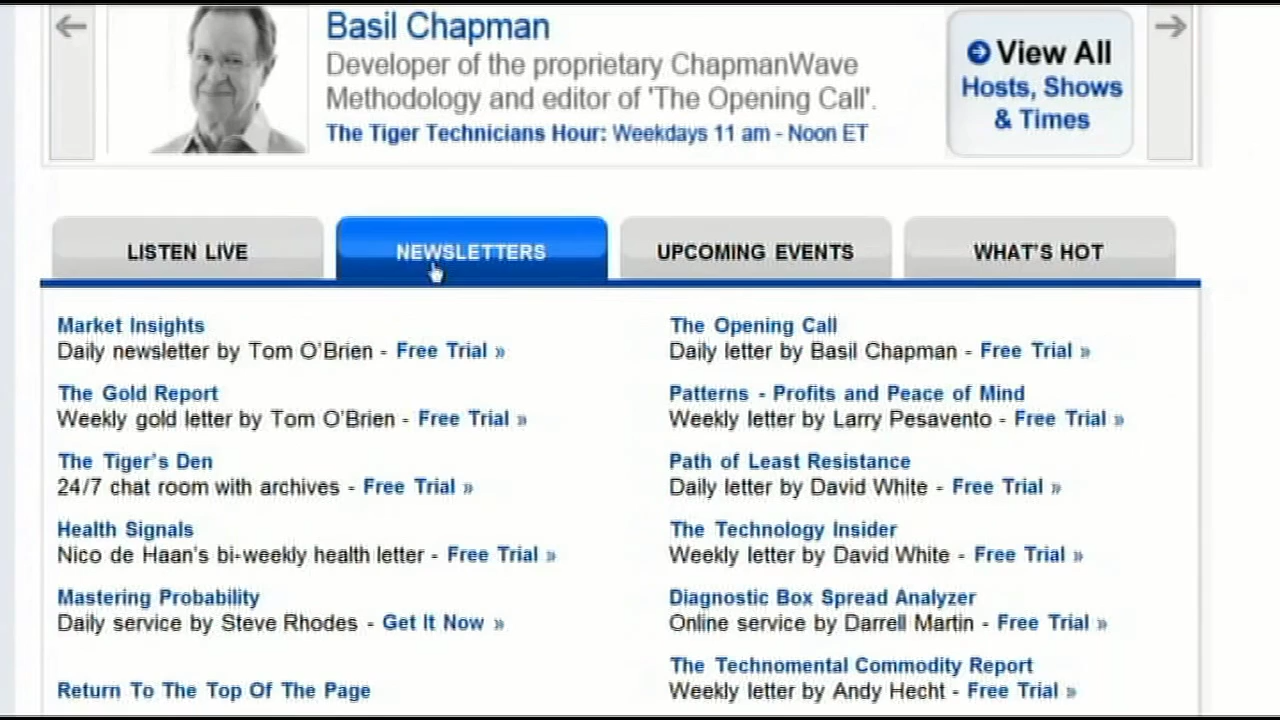 Basil Chapman
Developer of the proprietary ChapmanWave
Methodology and editor of 'The Opening Call'.
The Tiger Technicians Hour: Weekdays 11 am - Noon ET
View All
Hosts, Shows
& Times
LISTEN LIVE
NEWSLETTERS
UPCOMING EVENTS
WHAT'S HOT
Market Insights
Daily newsletter by Tom O'Brien - Free Trial »
The Gold Report
Weekly gold letter by Tom O'Brien - Free Trial »
The Tiger's Den
24/7 chat room with archives - Free Trial »
Health Signals
Nico de Haan's bi-weekly health letter - Free Trial »
Mastering Probability
Daily service by Steve Rhodes - Get It Now »
Return To The Top Of The Page
The Opening Call
Daily letter by Basil Chapman - Free Trial »
Patterns - Profits and Peace of Mind
Weekly letter by Larry Pesavento - Free Trial »
Path of Least Resistance
Daily letter by David White - Free Trial »
The Technology Insider
Weekly letter by David White - Free Trial »
Diagnostic Box Spread Analyzer
Online service by Darrell Martin - Free Trial »
The Technomental Commodity Report
Weekly letter by Andy Hecht - Free Trial »